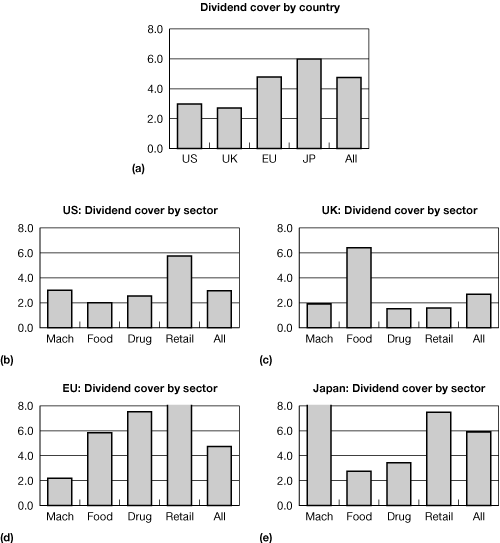 Dividend cover by country
8.0
6.0
4.0
2.0
0.0
US UK EU JP All
(a)
US: Dividend cover by sector
8.0
6.0
4.0
2.0
0.0
Mach Food Drug Retail All
(b)
UK: Dividend cover by sector
8.0
6.0
4.0
2.0
0.0
Mach Food Drug Retail All
(c)
EU: Dividend cover by sector
8.0
6.0
4.0
2.0
0.0
Mach Food Drug Retail All
(d)
Japan: Dividend cover by sector
8.0
6.0
4.0
2.0
0.0
Mach Food Drug Retail All
(e)